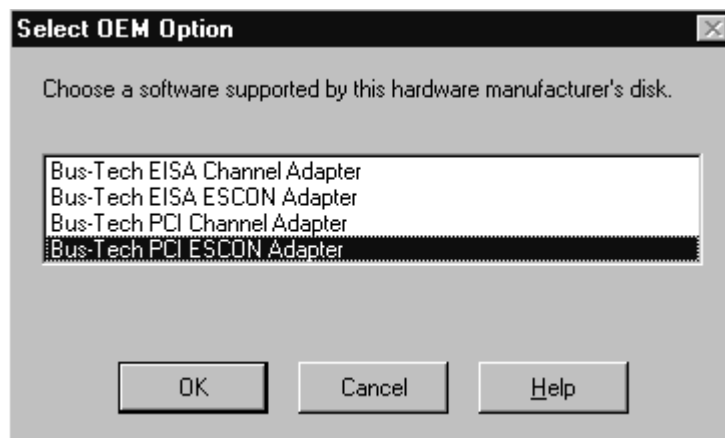 Select OEM Option
Choose a software supported by this hardware manufacturer's disk.
Bus-Tech EISA Channel Adapter
Bus-Tech EISA ESCON Adapter
Bus-Tech PCI Channel Adapter
Bus-Tech PCI ESCON Adapter
OK Cancel Help